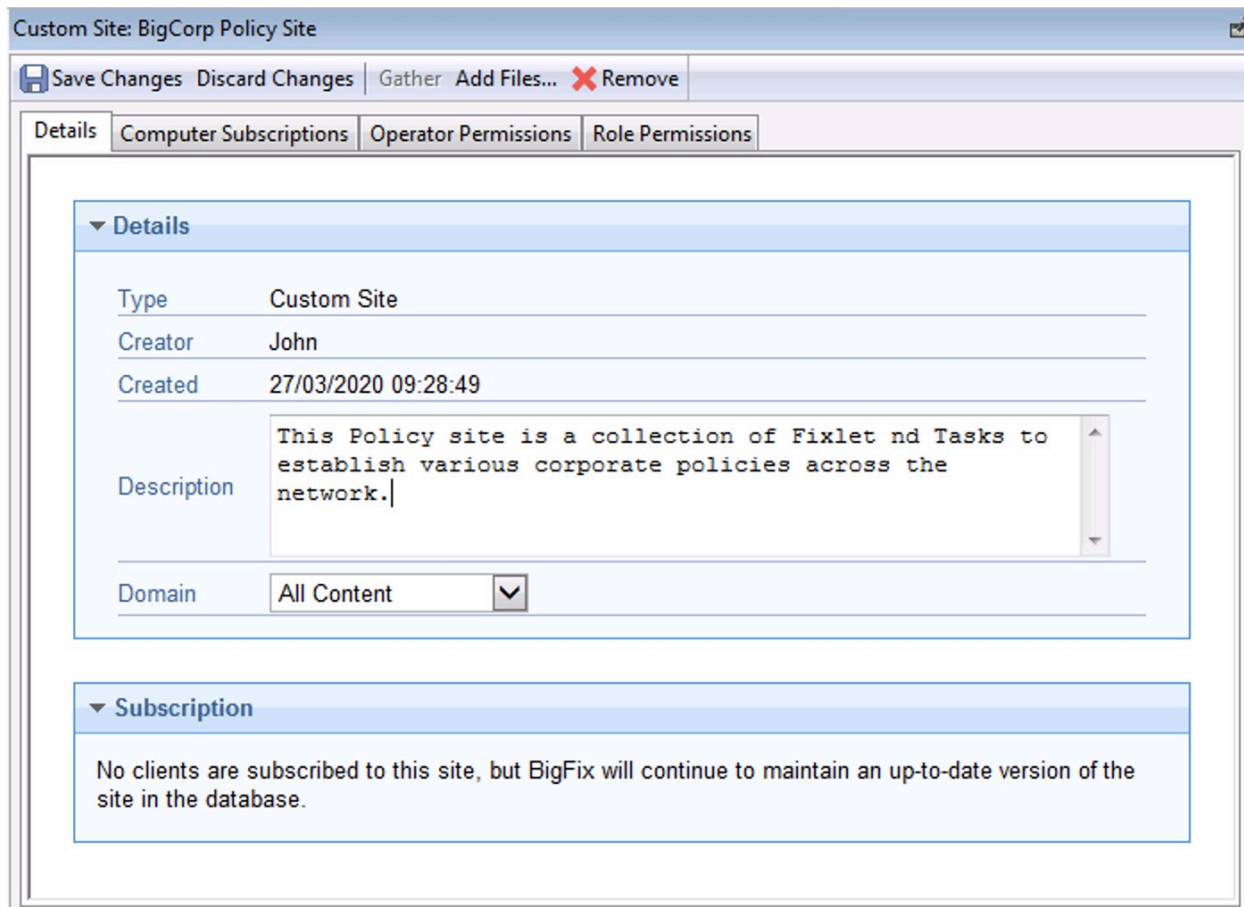 Custom Site: BigCorp Policy Site
Save Changes Discard Changes Gather Add Files... Remove
Details Computer Subscriptions Operator Permissions Role Permissions
Details
Type Custom Site
Creator John
Created 27/03/2020 09:28:49
Description
This Policy site is a collection of Fixlet nd Tasks to
establish various corporate policies across the
network.
Domain All Content
Subscription
No clients are subscribed to this site, but BigFix will continue to maintain an up-to-date version of the
site in the database.